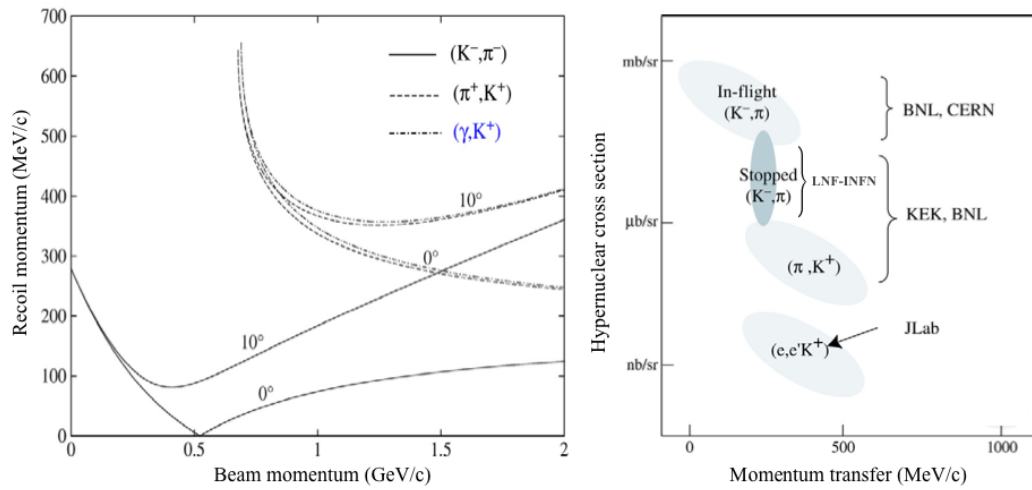 700
600
500
400
300
200
100
0
Recoil momentum (MeV/c)
(K⁻,π⁻)
(π⁺,K⁺)
(γ,K⁺)
10°
0°
10°
0°
0
0.5
1
1.5
2
Beam momentum (GeV/c)
Hypernuclear cross section
mb/sr
μb/sr
nb/sr
In-flight
(K⁻,π)
BNL, CERN
Stopped
(K⁻,π)
LNF-INFN
KEK, BNL
(π ,K⁺)
JLab
(e,e'K⁺)
0
500
1000
Momentum transfer (MeV/c)